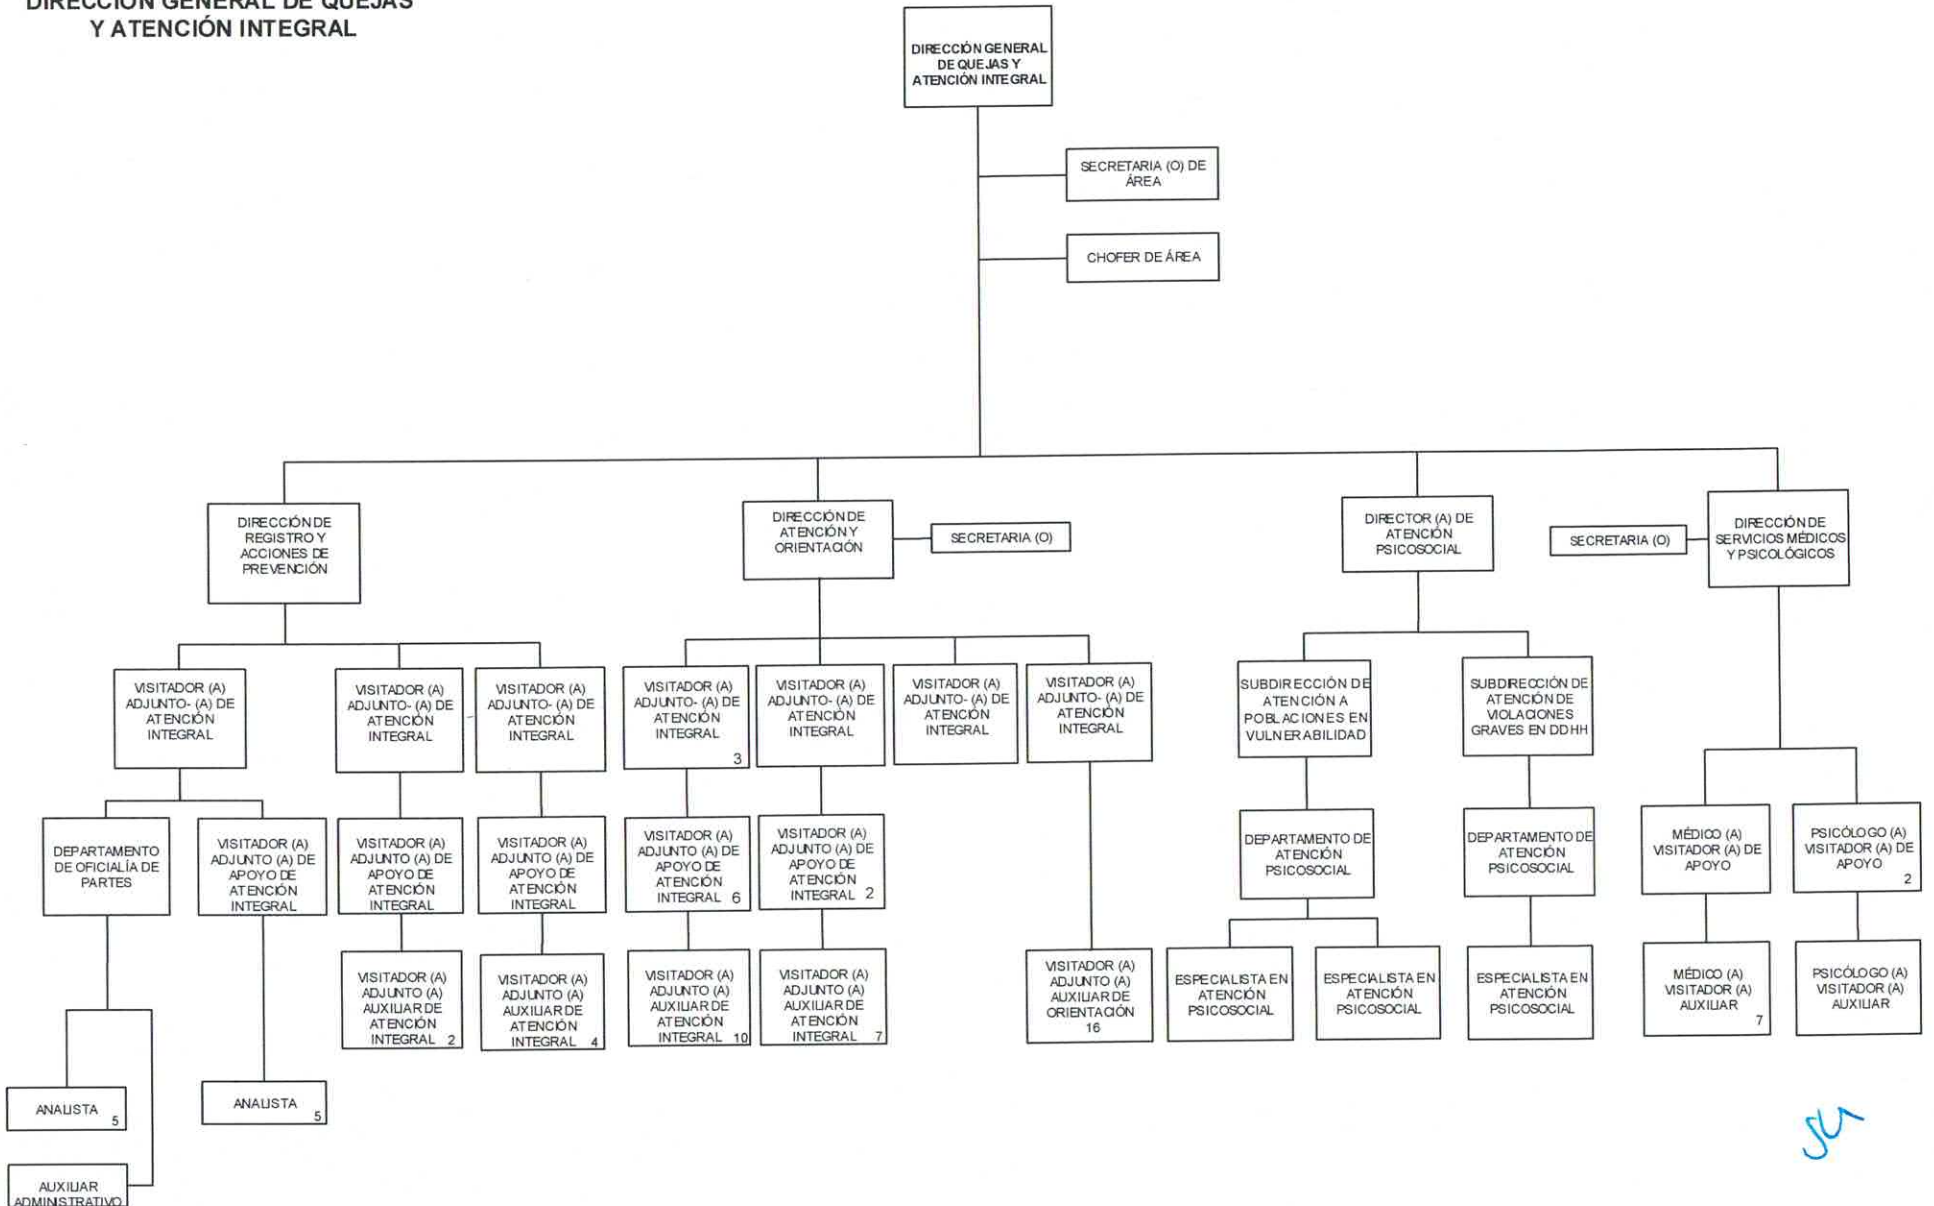 DIRECCIÓN GENERAL DE QUEJAS
Y ATENCIÓN INTEGRAL
DIRECCIÓN GENERAL
DE QUEJAS Y
ATENCIÓN INTEGRAL
SECRETARIA (O) DE
ÁREA
CHOFER DE ÁREA
DIRECCIÓN DE
REGISTRO Y
ACCIONES DE
PREVENCIÓN
DIRECCIÓN DE
ATENCIÓN Y
ORIENTACIÓN
SECRETARIA (O)
DIRECTOR (A) DE
ATENCIÓN
PSICOSOCIAL
SECRETARIA (O)
DIRECCIÓN DE
SERVICIOS MÉDICOS
Y PSICOLÓGICOS
VISITADOR (A)
ADJUNTO- (A) DE
ATENCIÓN
INTEGRAL
VISITADOR (A)
ADJUNTO- (A) DE
ATENCIÓN
INTEGRAL
VISITADOR (A)
ADJUNTO- (A) DE
ATENCIÓN
INTEGRAL
VISITADOR (A)
ADJUNTO- (A) DE
ATENCIÓN
INTEGRAL
3
VISITADOR (A)
ADJUNTO- (A) DE
ATENCIÓN
INTEGRAL
VISITADOR (A)
ADJUNTO- (A) DE
ATENCIÓN
INTEGRAL
VISITADOR (A)
ADJUNTO- (A) DE
ATENCIÓN
INTEGRAL
SUBDIRECCIÓN DE
ATENCIÓN A
POBLACIONES EN
VULNERABILIDAD
SUBDIRECCIÓN DE
ATENCIÓN DE
VIOLACIONES
GRAVES EN DDHH
DEPARTAMENTO
DE OFICIALÍA DE
PARTES
VISITADOR (A)
ADJUNTO (A) DE
APOYO DE
ATENCIÓN
INTEGRAL
VISITADOR (A)
ADJUNTO (A) DE
APOYO DE
ATENCIÓN
INTEGRAL
VISITADOR (A)
ADJUNTO (A) DE
APOYO DE
ATENCIÓN
INTEGRAL
VISITADOR (A)
ADJUNTO (A) DE
APOYO DE
ATENCIÓN
INTEGRAL 6
VISITADOR (A)
ADJUNTO (A) DE
APOYO DE
ATENCIÓN
INTEGRAL 2
DEPARTAMENTO DE
ATENCIÓN
PSICOSOCIAL
DEPARTAMENTO DE
ATENCIÓN
PSICOSOCIAL
MÉDICO (A)
VISITADOR (A) DE
APOYO
PSICÓLOGO (A)
VISITADOR (A) DE
APOYO
2
VISITADOR (A)
ADJUNTO (A)
AUXILIAR DE
ATENCIÓN
INTEGRAL 2
VISITADOR (A)
ADJUNTO (A)
AUXILIAR DE
ATENCIÓN
INTEGRAL 4
VISITADOR (A)
ADJUNTO (A)
AUXILIAR DE
ATENCIÓN
INTEGRAL 10
VISITADOR (A)
ADJUNTO (A)
AUXILIAR DE
ATENCIÓN
INTEGRAL 7
VISITADOR (A)
ADJUNTO (A)
AUXILIAR DE
ORIENTACIÓN
16
ESPECIALISTA EN
ATENCIÓN
PSICOSOCIAL
ESPECIALISTA EN
ATENCIÓN
PSICOSOCIAL
ESPECIALISTA EN
ATENCIÓN
PSICOSOCIAL
MÉDICO (A)
VISITADOR (A)
AUXILIAR
7
PSICÓLOGO (A)
VISITADOR (A)
AUXILIAR
ANALISTA 5
ANALISTA 5
AUXILIAR
ADMINISTRATIVO